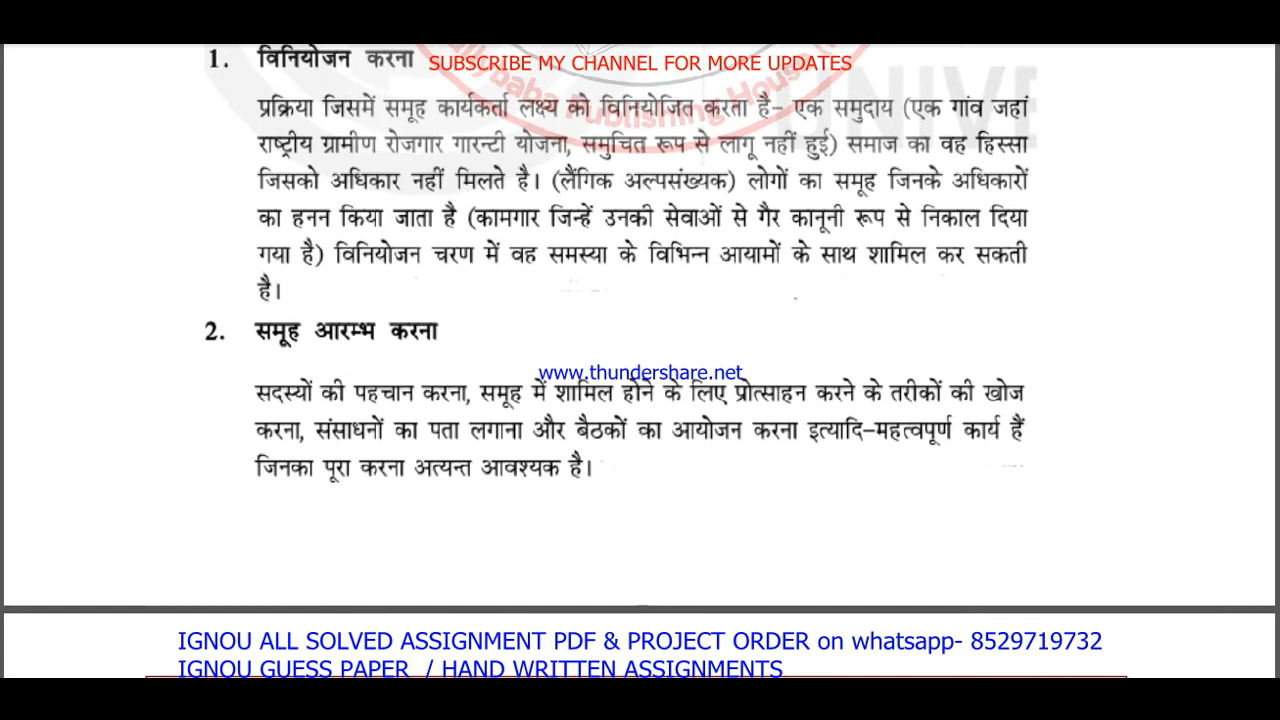 1. विनियोजन करना SUBSCRIBE MY CHANNEL FOR MORE UPDATES
प्रक्रिया जिसमें समूह कार्यकर्ता लक्ष्य को विनियोजित करता है- एक समुदाय (एक गांव जहां
राष्ट्रीय ग्रामीण रोजगार गारन्टी योजना, समुचित रूप से लागू नहीं हुई) समाज का वह हिस्सा
जिसको अधिकार नहीं मिलते है। (लैंगिक अल्पसंख्यक) लोगों का समूह जिनके अधिकारों
का हनन किया जाता है (कामगार जिन्हें उनकी सेवाओं से गैर कानूनी रूप से निकाल दिया
गया है) विनियोजन चरण में वह समस्या के विभिन्न आयामों के साथ शामिल कर सकती
है।
2. समूह आरम्भ करना
www.thundershare.net
सदस्यों की पहचान करना, समूह में शामिल होने के लिए प्रोत्साहन करने के तरीकों की खोज
करना, संसाधनों का पता लगाना और बैठकों का आयोजन करना इत्यादि-महत्वपूर्ण कार्य हैं
जिनका पूरा करना अत्यन्त आवश्यक है।
IGNOU ALL SOLVED ASSIGNMENT PDF & PROJECT ORDER on whatsapp- 8529719732
IGNOU GUESS PAPER / HAND WRITTEN ASSIGNMENTS
Publishing House